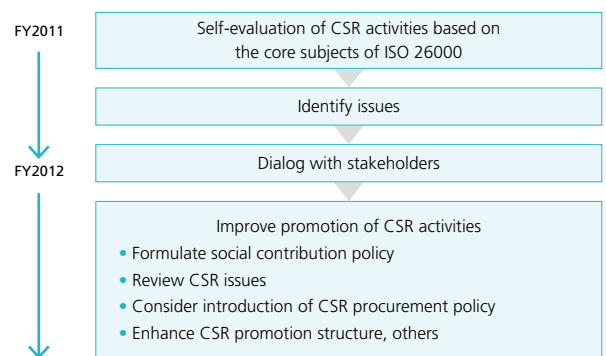 FY2011
Self-evaluation of CSR activities based on
the core subjects of ISO 26000
Identify issues
FY2012
Dialog with stakeholders
Improve promotion of CSR activities
• Formulate social contribution policy
• Review CSR issues
• Consider introduction of CSR procurement policy
• Enhance CSR promotion structure, others